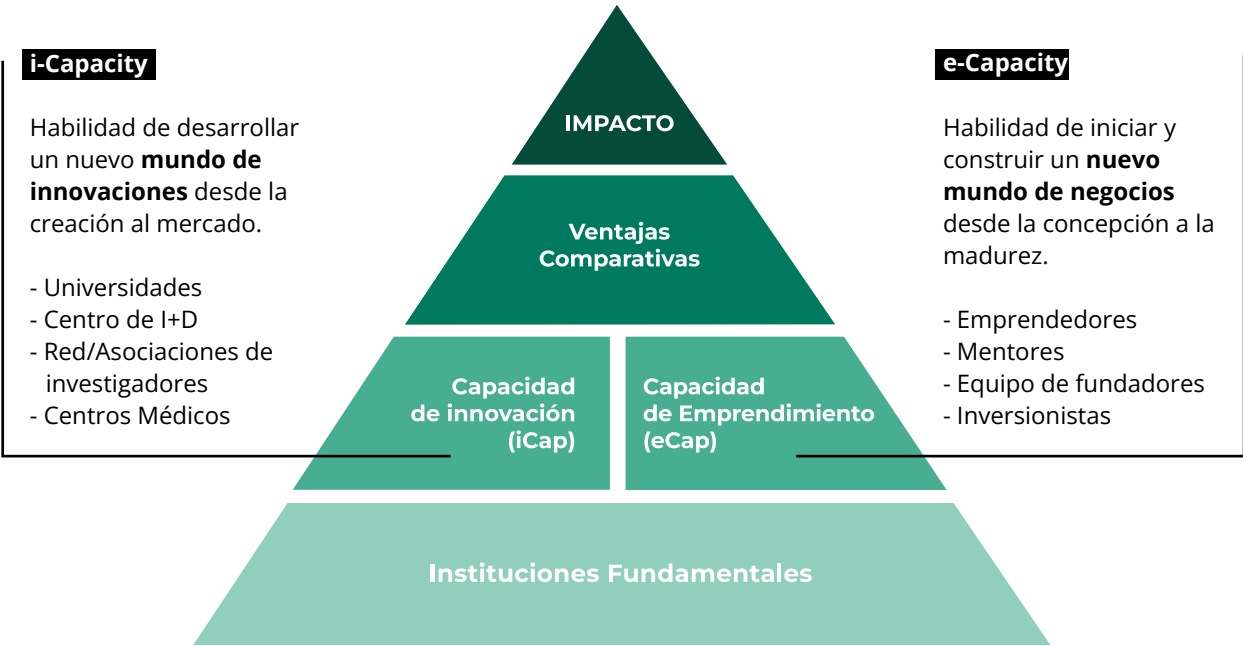 i-Capacity
Habilidad de desarrollar
un nuevo mundo de
innovaciones desde la
creación al mercado.
- Universidades
- Centro de I+D
- Red/Asociaciones de
investigadores
- Centros Médicos
IMPACTO
Ventajas
Comparativas
Capacidad
de innovación
(iCap)
Capacidad
de Emprendimiento
(eCap)
Instituciones Fundamentales
e-Capacity
Habilidad de iniciar y
construir un nuevo
mundo de negocios
desde la concepción a la
madurez.
- Emprendedores
- Mentores
- Equipo de fundadores
- Inversionistas